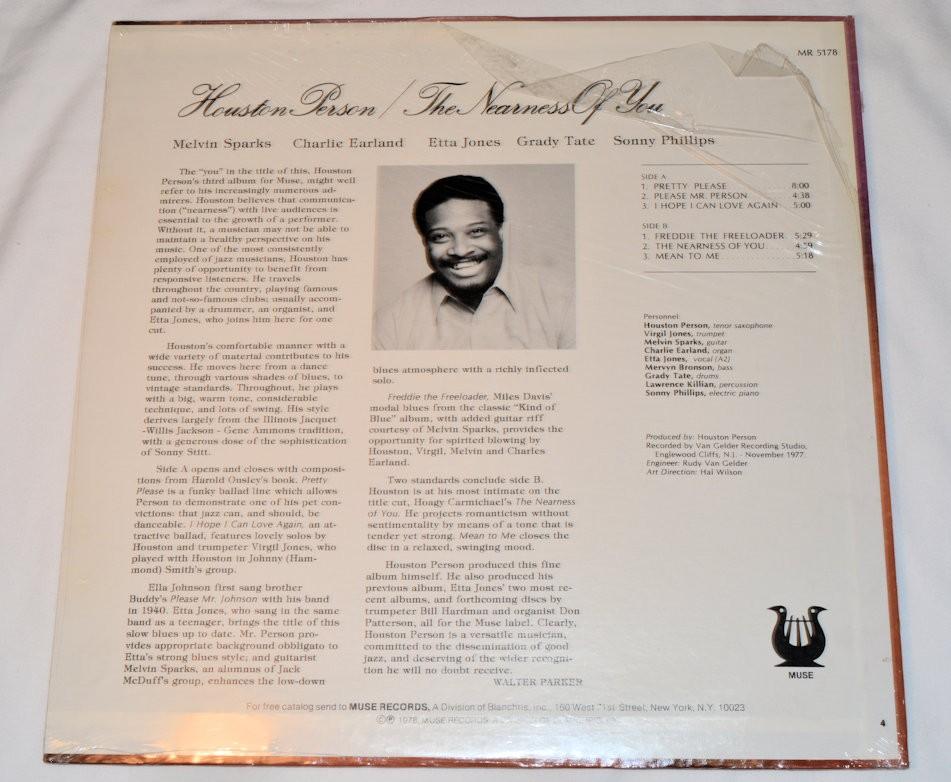 MR 5178
Houston Person / The Nearness Of You
Melvin Sparks Charlie Earland Etta Jones Grady Tate Sonny Phillips
The "you" in the title of this, Houston
Person's third album for Muse, might well
refer to his increasingly numerous ad-
mirers. Houston believes that communica-
tion ("nearness") with live audiences is
essential to the growth of a performer.
Without it, a musician may not be able to
maintain a healthy perspective on his
music. One of the most consistently
employed of jazz musicians, Houston has
plenty of opportunity to benefit from
responsive listeners. He travels
throughout the country, playing famous
and not-so-famous clubs; usually accom-
panied by a drummer, an organist, and
Etta Jones, who joins him here for one
cut.
Houston's comfortable manner with a
wide variety of material contributes to his
success. He moves here from a dance
tune, through various shades of blues, to
vintage standards. Throughout, he plays
with a big, warm tone, considerable
technique, and lots of swing. His style
derives largely from the Illinois Jacquet
-Willis Jackson - Gene Ammons tradition,
with a generous dose of the sophistication
of Sonny Stitt.
Side A opens and closes with composi-
tions from Harold Ousley's book. Pretty
Please is a funky ballad line which allows
Person to demonstrate one of his pet con-
victions: that jazz can, and should, be
danceable. I Hope I Can Love Again, an at-
tractive ballad, features lovely solos by
Houston and trumpeter Virgil Jones, who
played with Houston in Johnny (Ham-
mond) Smith's group.
Ella Johnson first sang brother
Buddy's Please Mr. Johnson with his band
in 1940. Etta Jones, who sang in the same
band as a teenager, brings the title of this
slow blues up to date. Mr. Person pro-
vides appropriate background obbligato to
Etta's strong blues style; and guitarist
Melvin Sparks, an alumnus of Jack
McDuff's group, enhances the low-down
blues atmosphere with a richly inflected
solo.
Freddie the Freeloader, Miles Davis'
modal blues from the classic "Kind of
Blue" album, with added guitar riff
courtesy of Melvin Sparks, provides the
opportunity for spirited blowing by
Houston, Virgil, Melvin and Charles
Earland.
Two standards conclude side B.
Houston is at his most intimate on the
title cut, Hoagy Carmichael's The Nearness
of You. He projects romanticism without
sentimentality by means of a tone that is
tender yet strong. Mean to Me closes the
disc in a relaxed, swinging mood.
Houston Person produced this fine
album himself. He also produced his
previous album, Etta Jones' two most re-
cent albums, and forthcoming discs by
trumpeter Bill Hardman and organist Don
Patterson, all for the Muse label. Clearly,
Houston Person is a versatile musician,
committed to the dissemination of good
jazz, and deserving of the wider recogni-
tion he will no doubt receive.
WALTER PARKER
SIDE A
1. PRETTY PLEASE 8:00
2. PLEASE MR. PERSON 4:38
3. I HOPE I CAN LOVE AGAIN 5:00
SIDE B
1. FREDDIE THE FREELOADER 5:29
2. THE NEARNESS OF YOU 4:59
3. MEAN TO ME 5:18
Personnel:
Houston Person, tenor saxophone
Virgil Jones, trumpet
Melvin Sparks, guitar
Charlie Earland, organ
Etta Jones, vocal (A2)
Mervyn Bronson, bass
Grady Tate, drums
Lawrence Killian, percussion
Sonny Phillips, electric piano
Produced by: Houston Person
Recorded by Van Gelder Recording Studio,
Englewood Cliffs, N.J. - November 1977.
Engineer: Rudy Van Gelder
Art Direction: Hal Wilson
MUSE
For free catalog send to MUSE RECORDS, A Division of Blanchris, Inc., 160 West 71st Street, New York, N.Y. 10023
©℗ 1978, MUSE RECORDS
4